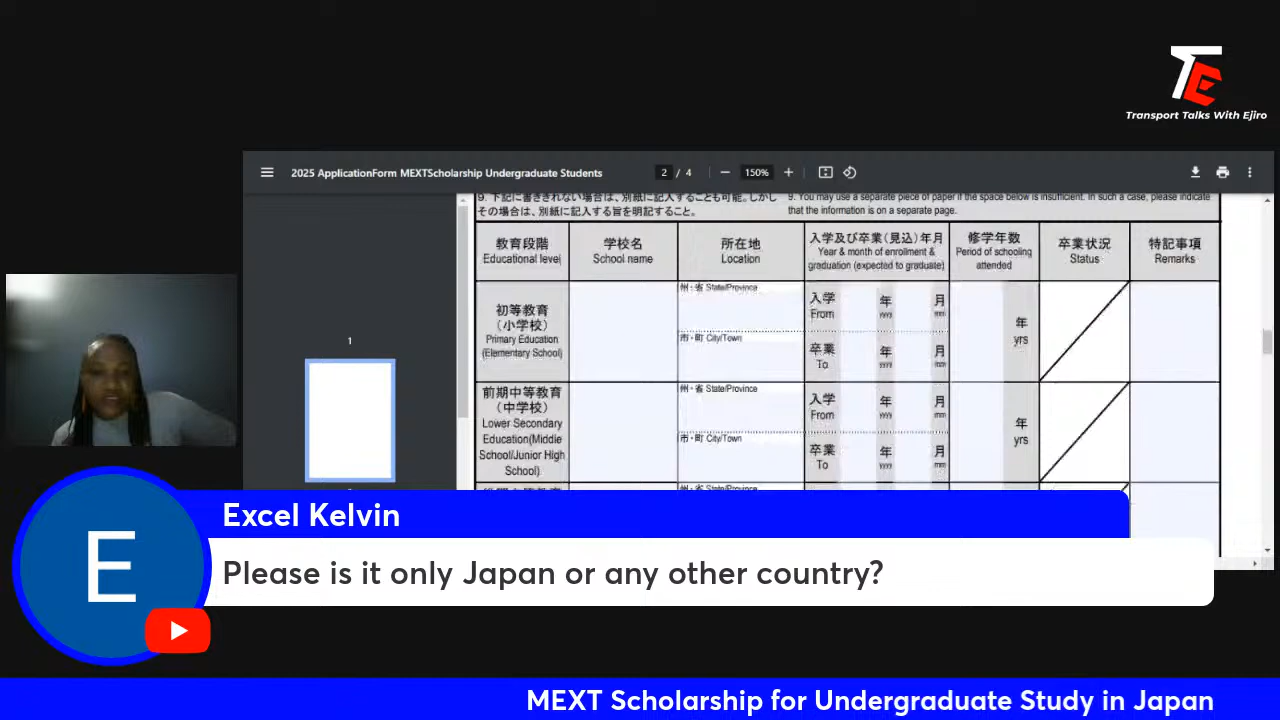 TE
Transport Talks With Ejiro
2025 ApplicationForm MEXTScholarship Undergraduate Students
2 / 4
150%
9. 下記に書ききれない場合は、別紙に記入することも可能。しかし
その場合は、別紙に記入する旨を明記すること。
9. You may use a separate piece of paper if the space below is insufficient. In such a case, please indicate
that the information is on a separate page.
教育段階
Educational level
学校名
School name
所在地
Location
入学及び卒業(見込)年月
Year & month of enrollment &
graduation (expected to graduate)
修学年数
Period of schooling
attended
卒業状況
Status
特記事項
Remarks
初等教育
(小学校)
Primary Education
(Elementary School)
州・省 State/Province
市・町 City/Town
入学 年 月
From yyyy mm
卒業 年 月
To yyyy mm
年
yrs
前期中等教育
(中学校)
Lower Secondary
Education(Middle
School/Junior High
School)
州・省 State/Province
市・町 City/Town
入学 年 月
From yyyy mm
卒業 年 月
To yyyy mm
年
yrs
州・省 State/Province
1
E
Excel Kelvin
Please is it only Japan or any other country?
MEXT Scholarship for Undergraduate Study in Japan